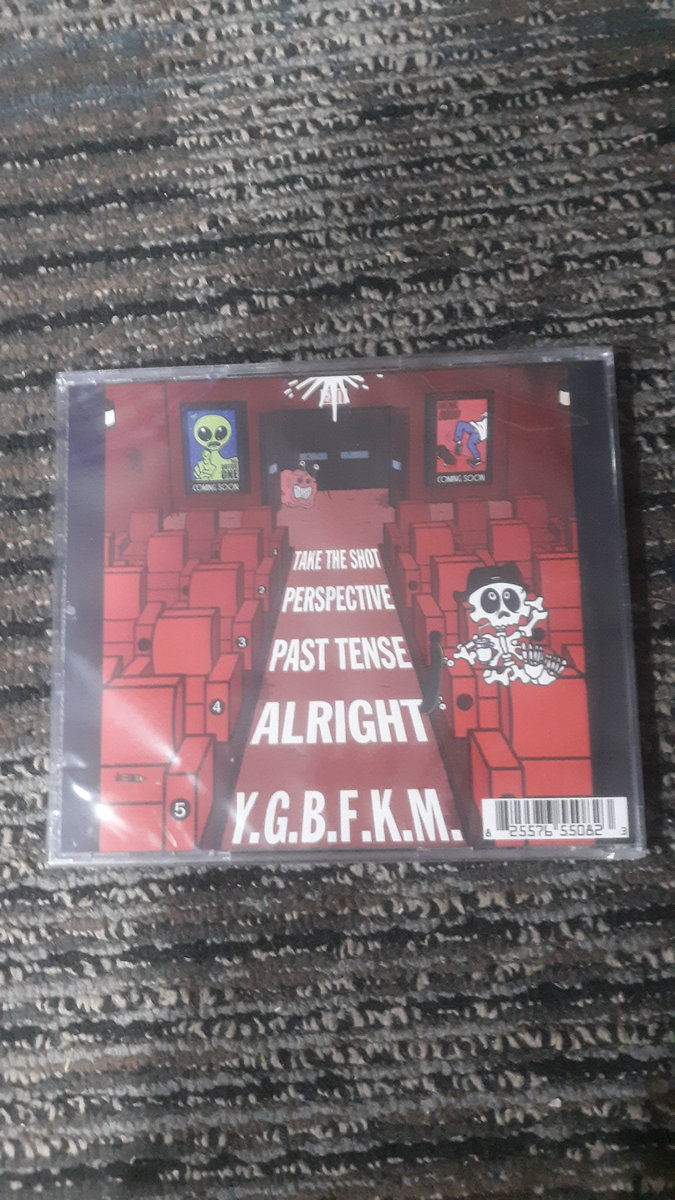 COMING SOON
ONE
COMING SOON
1
TAKE THE SHOT
2
PERSPECTIVE
3
PAST TENSE
4
ALRIGHT
5
Y.G.B.F.K.M.
8 25576 55082 3